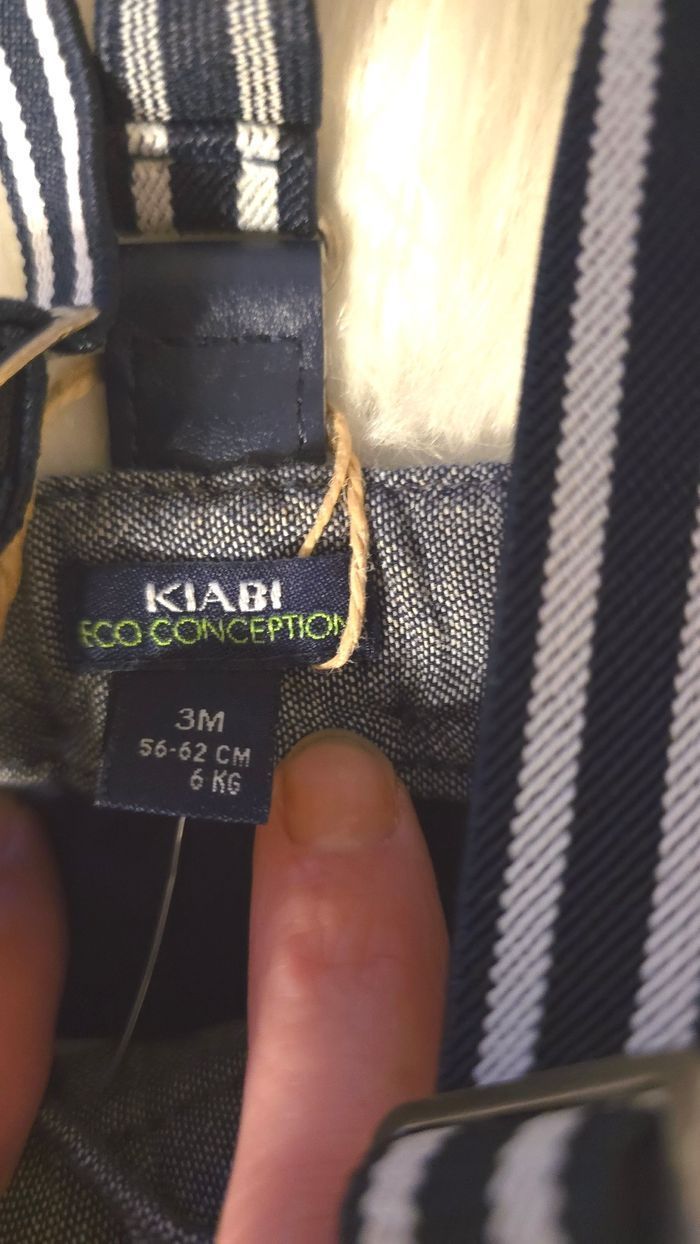 KIABI
ECO-CONCEPTION
3M
56-62 CM
6 KG